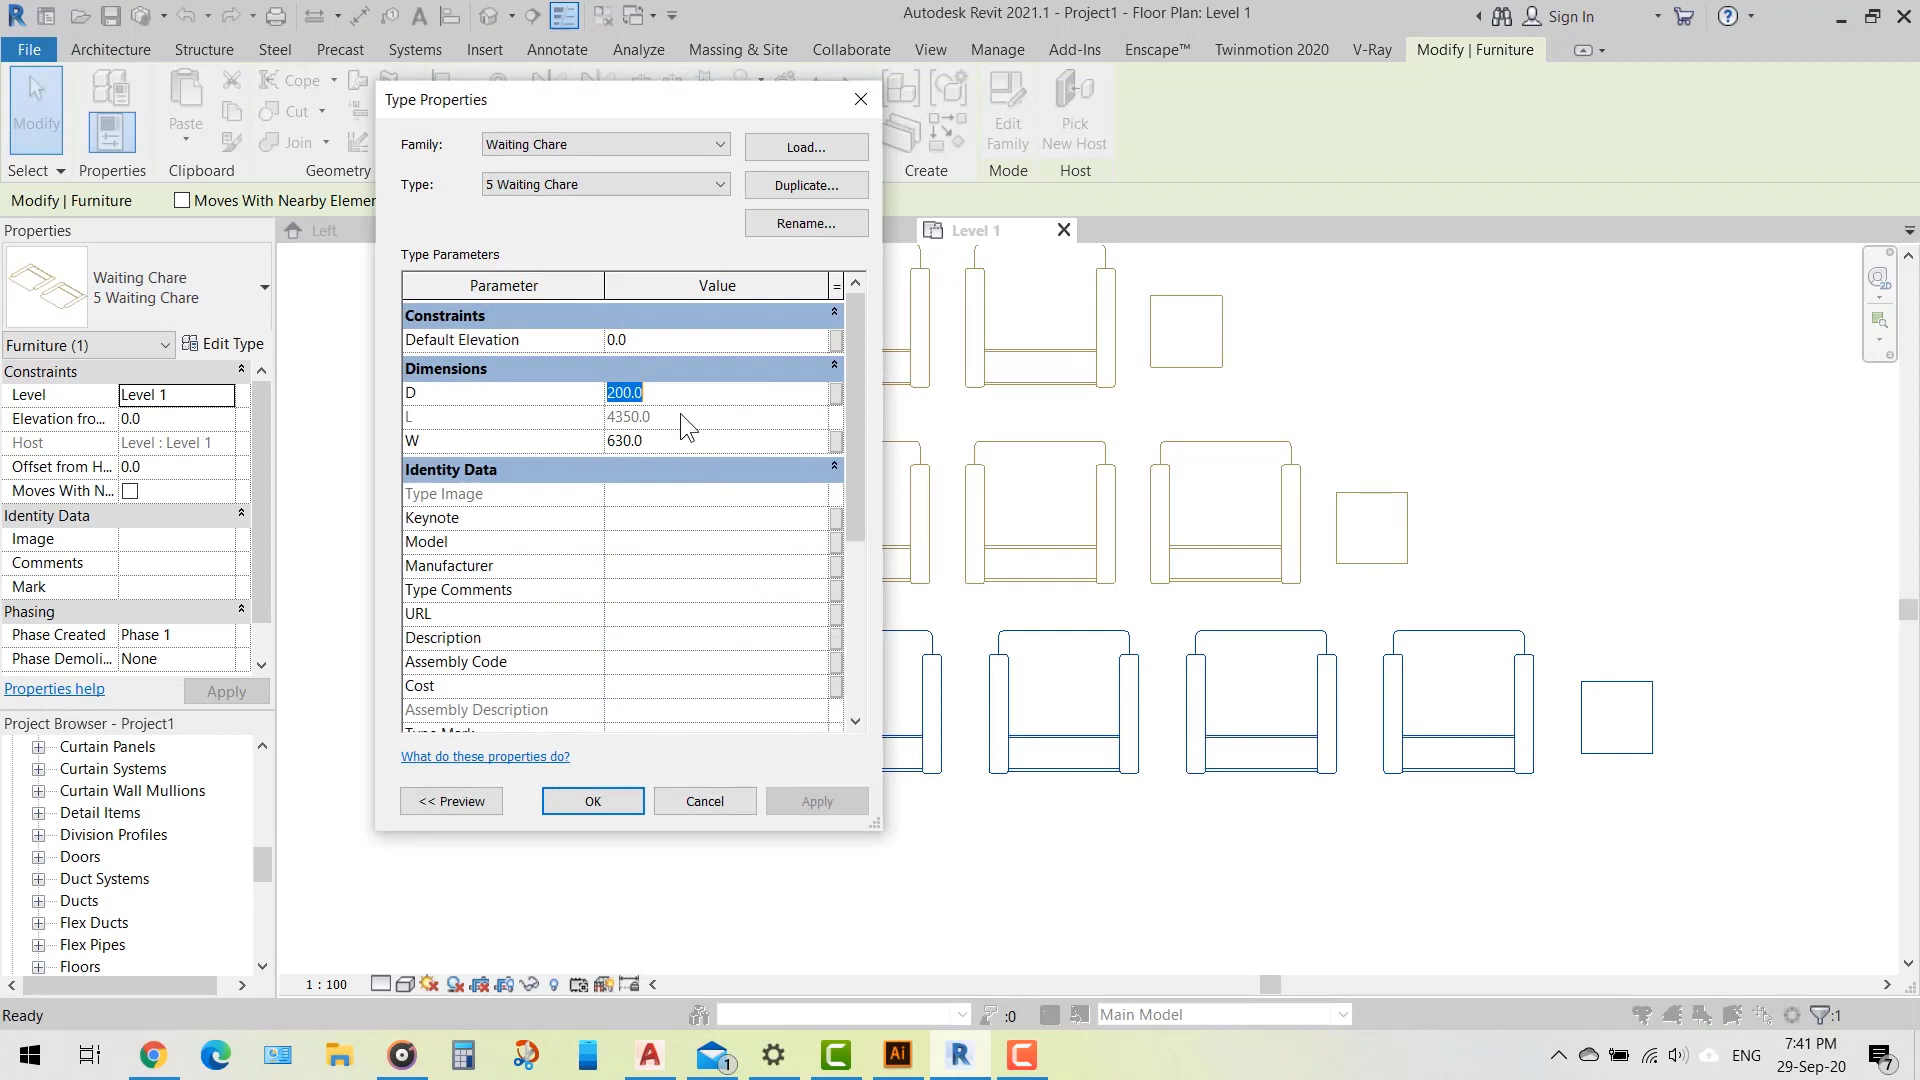 Autodesk Revit 2021.1 - Project1 - Floor Plan: Level 1
Sign In
File
Architecture
Structure
Steel
Precast
Systems
Insert
Annotate
Analyze
Massing & Site
Collaborate
View
Manage
Add-Ins
Enscape™
Twinmotion 2020
V-Ray
Modify | Furniture
Modify
Paste
Cope
Cut
Join
Edit
Family
Pick
New Host
Select
Properties
Clipboard
Geometry
Create
Mode
Host
Modify | Furniture
Moves With Nearby Elemen
Properties
Waiting Chare
5 Waiting Chare
Furniture (1)
Edit Type
Constraints
Level Level 1
Elevation fro... 0.0
Host Level : Level 1
Offset from H... 0.0
Moves With N...
Identity Data
Image
Comments
Mark
Phasing
Phase Created Phase 1
Phase Demoli... None
Properties help
Apply
Project Browser - Project1
Curtain Panels
Curtain Systems
Curtain Wall Mullions
Detail Items
Division Profiles
Doors
Duct Systems
Ducts
Flex Ducts
Flex Pipes
Floors
Left
Level 1
Type Properties
Family: Waiting Chare
Load...
Type: 5 Waiting Chare
Duplicate...
Rename...
Type Parameters
Parameter Value =
Constraints
Default Elevation 0.0
Dimensions
D 200.0
L 4350.0
W 630.0
Identity Data
Type Image
Keynote
Model
Manufacturer
Type Comments
URL
Description
Assembly Code
Cost
Assembly Description
Type Mark
What do these properties do?
<< Preview
OK
Cancel
Apply
2D
1 : 100
Ready
:0
Main Model
:1
1
ENG
7:41 PM
29-Sep-20
7